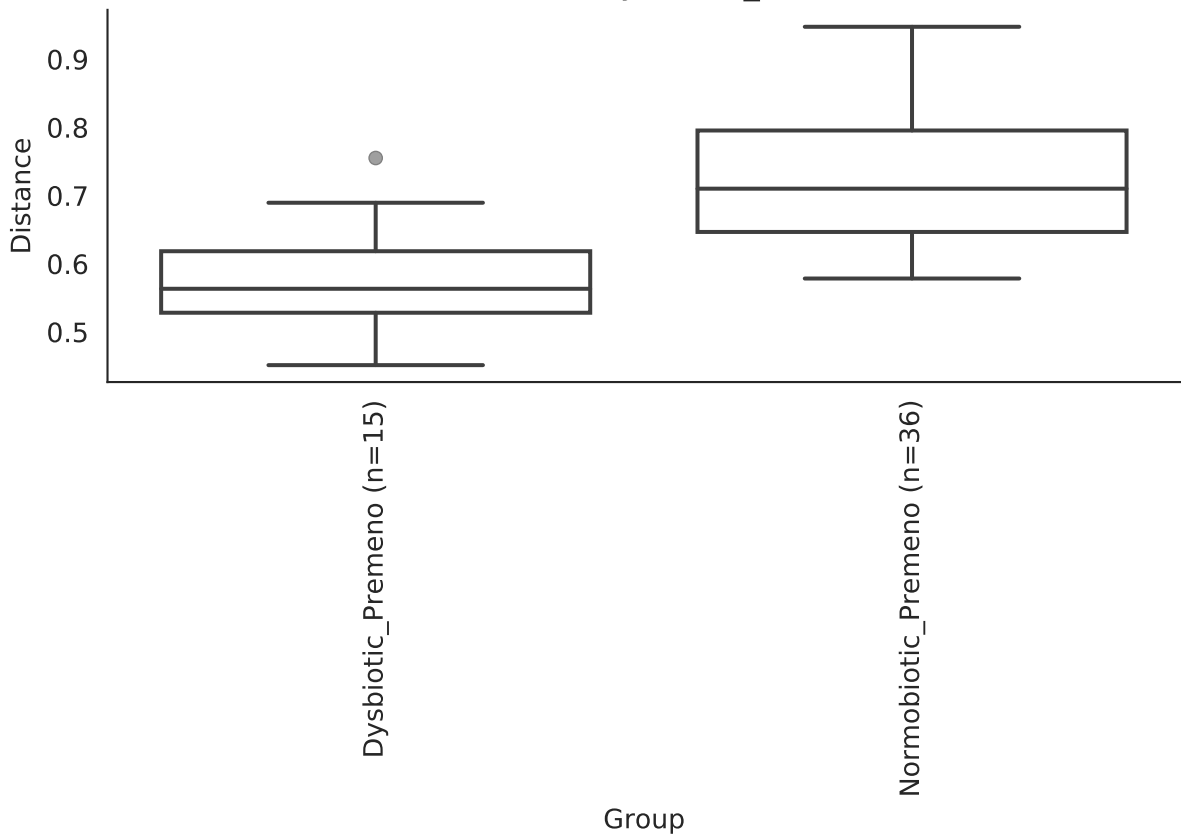 Distance
0.9
0.8
0.7
0.6
0.5
Dysbiotic_Premeno (n=15)
Normobiotic_Premeno (n=36)
Group